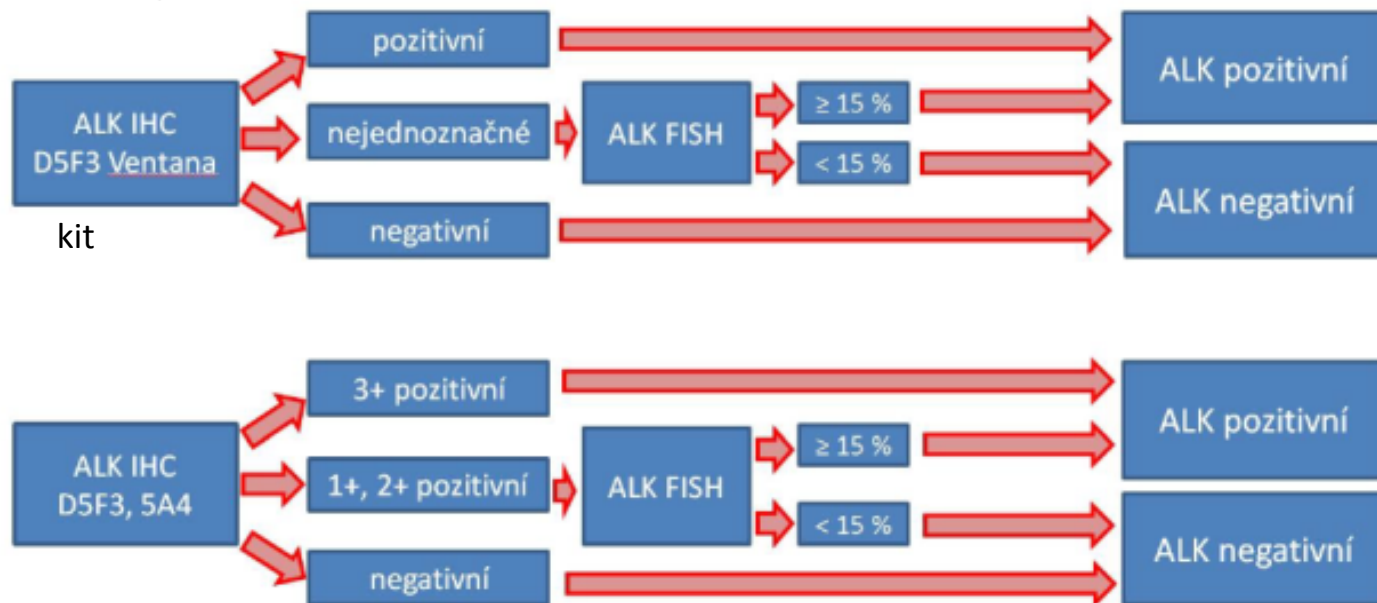 pozitivní
ALK IHC
D5F3 Ventana
kit
nejednoznačné
negativní
ALK FISH
≥ 15 %
< 15 %
ALK pozitivní
ALK negativní
ALK IHC
D5F3, 5A4
3+ pozitivní
1+, 2+ pozitivní
negativní
ALK FISH
≥ 15 %
< 15 %
ALK pozitivní
ALK negativní